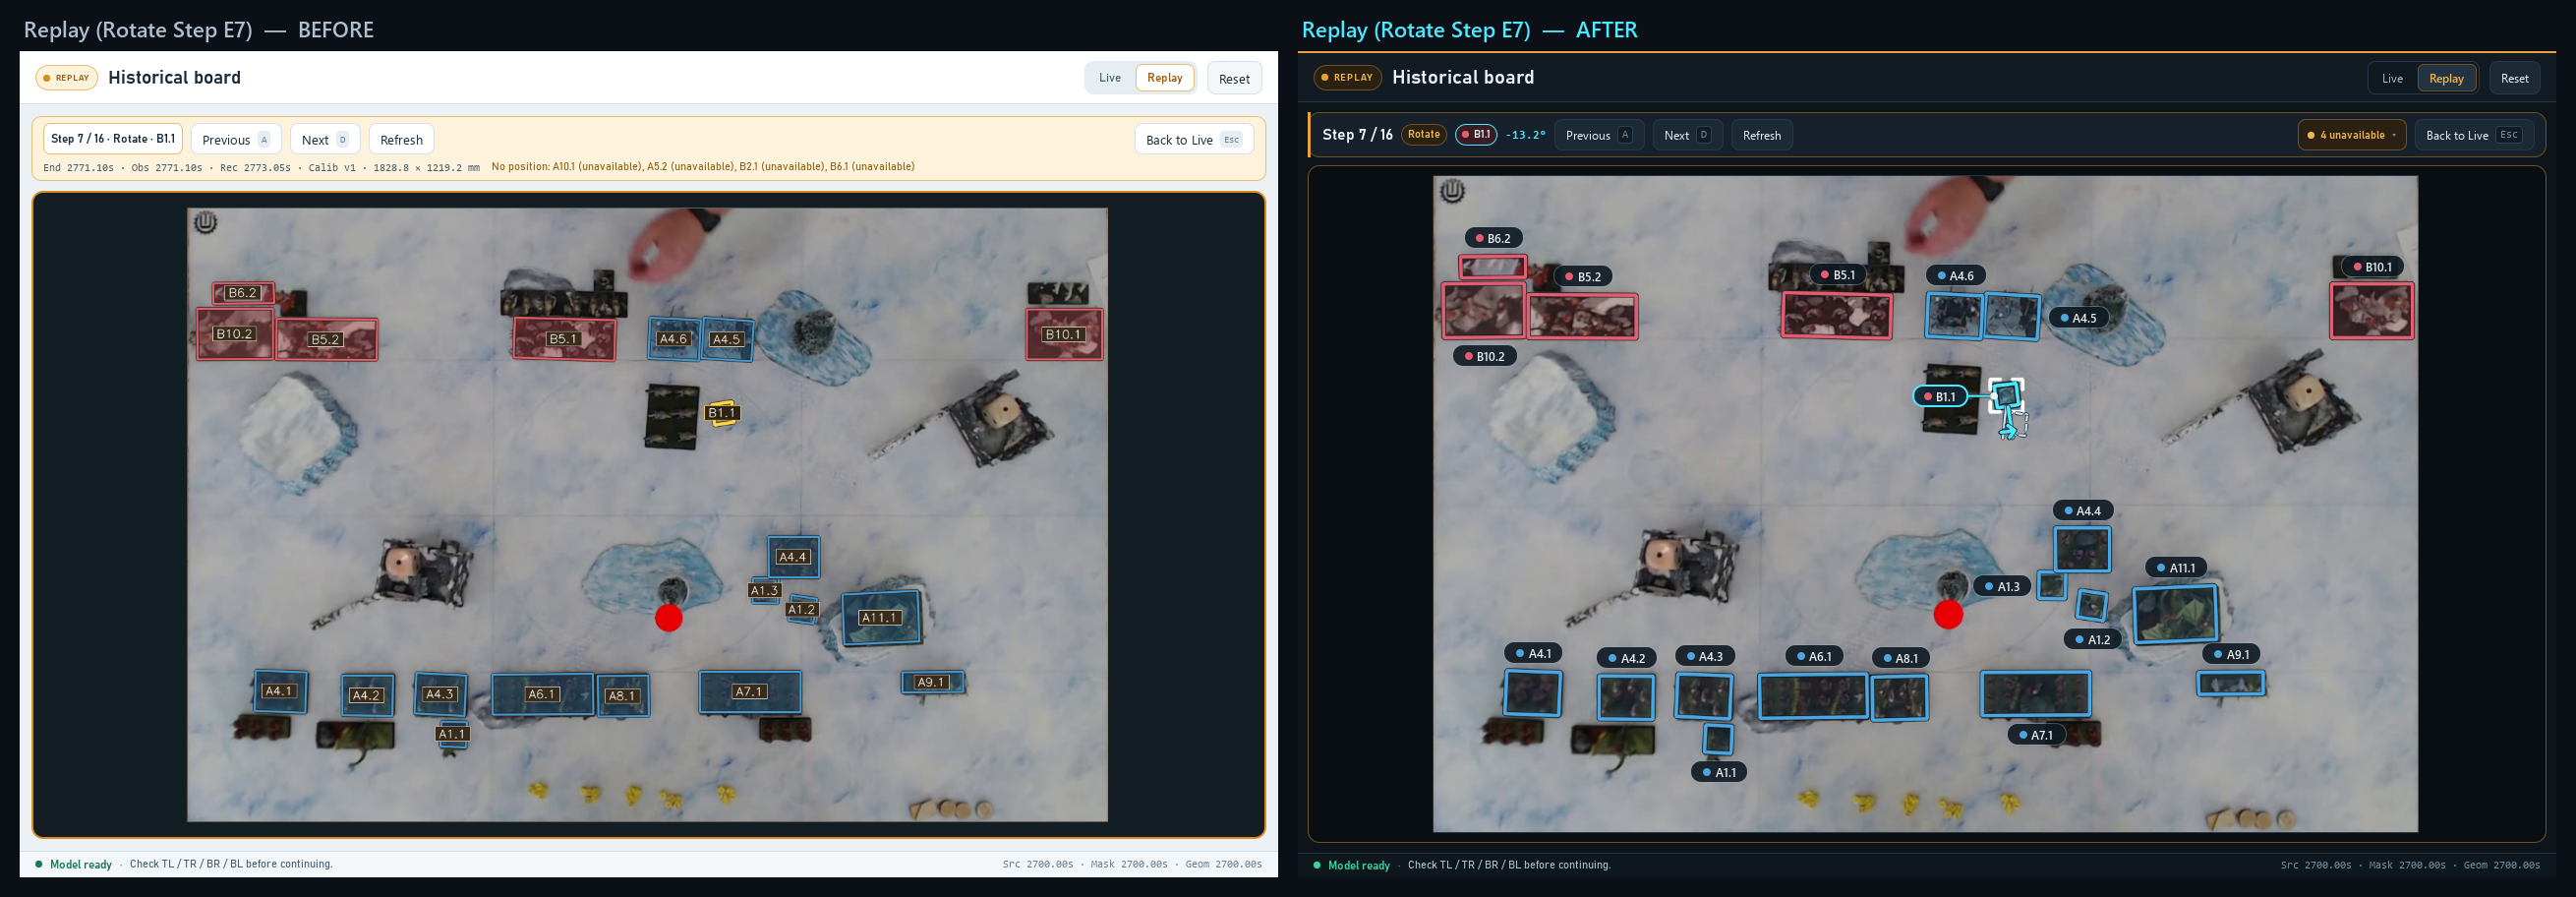 Replay (Rotate Step E7) — BEFORE
REPLAY Historical board Live Replay Reset
Step 7 / 16 · Rotate · B1.1 Previous A Next D Refresh Back to Live Esc
End 2771.10s · Obs 2771.10s · Rec 2773.05s · Calib v1 · 1828.8 × 1219.2 mm No position: A10.1 (unavailable), A5.2 (unavailable), B2.1 (unavailable), B6.1 (unavailable)
B6.2
B10.2 B5.2 B5.1 A4.6 A4.5 B10.1
B1.1
A4.4
A1.3
A1.2
A11.1
A4.1 A4.2 A4.3 A6.1 A8.1 A7.1 A9.1
A1.1
Model ready · Check TL / TR / BR / BL before continuing. Src 2700.00s · Mask 2700.00s · Geom 2700.00s
Replay (Rotate Step E7) — AFTER
REPLAY Historical board Live Replay Reset
Step 7 / 16 Rotate B1.1 -13.2° Previous A Next D Refresh 4 unavailable Back to Live Esc
B6.2
B5.2 B5.1 A4.6 B10.1
A4.5
B10.2
B1.1
A4.4
A11.1
A1.3
A1.2
A4.1 A4.2 A4.3 A6.1 A8.1 A9.1
A7.1
A1.1
Model ready · Check TL / TR / BR / BL before continuing. Src 2700.00s · Mask 2700.00s · Geom 2700.00s